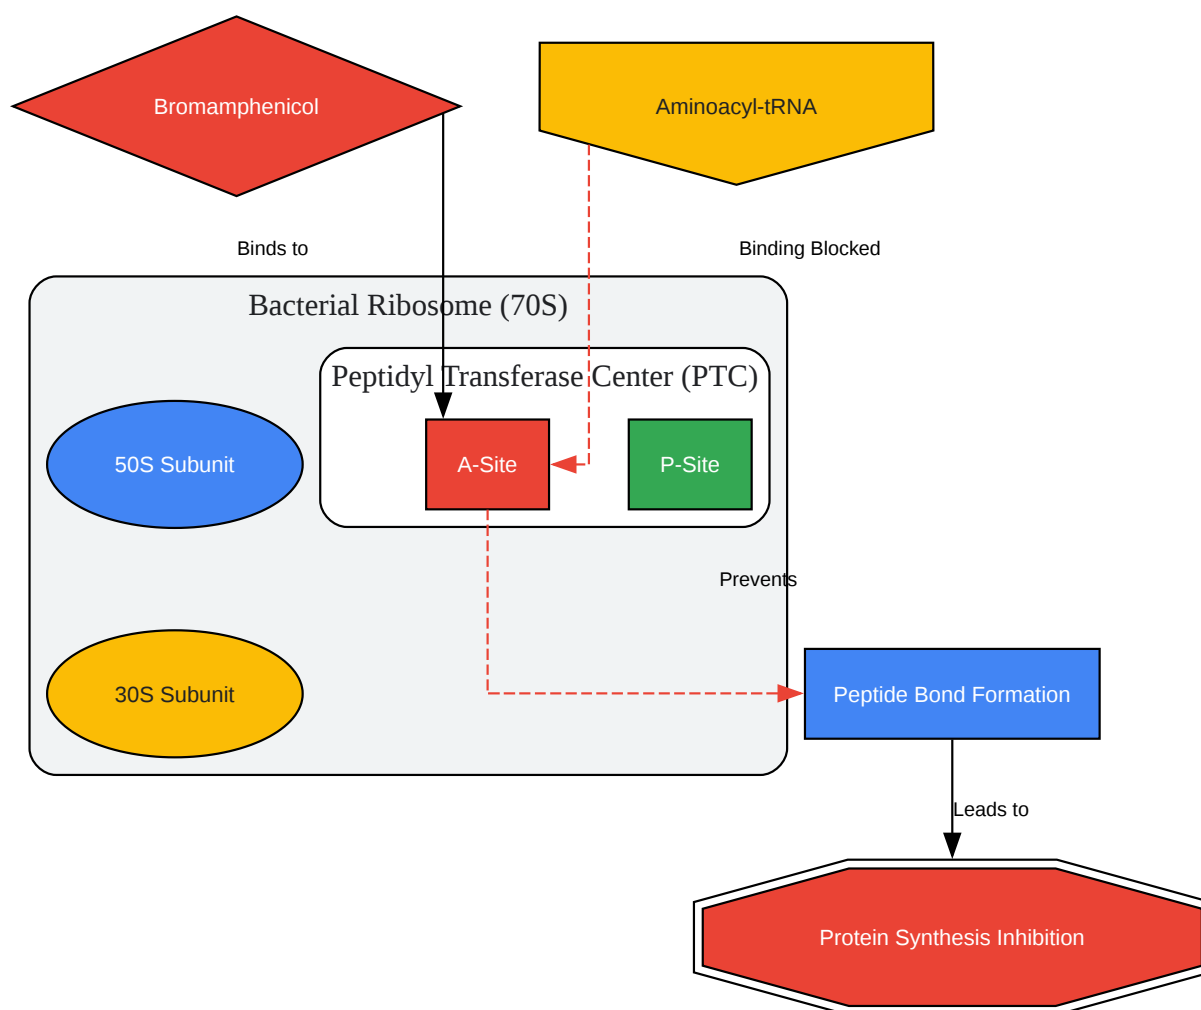 Bromamphenicol
Aminoacyl-tRNA
Binds to
Binding Blocked
Bacterial Ribosome (70S)
Peptidyl Transferase Center (PTC)
50S Subunit
A-Site
P-Site
Prevents
30S Subunit
Peptide Bond Formation
Leads to
Protein Synthesis Inhibition